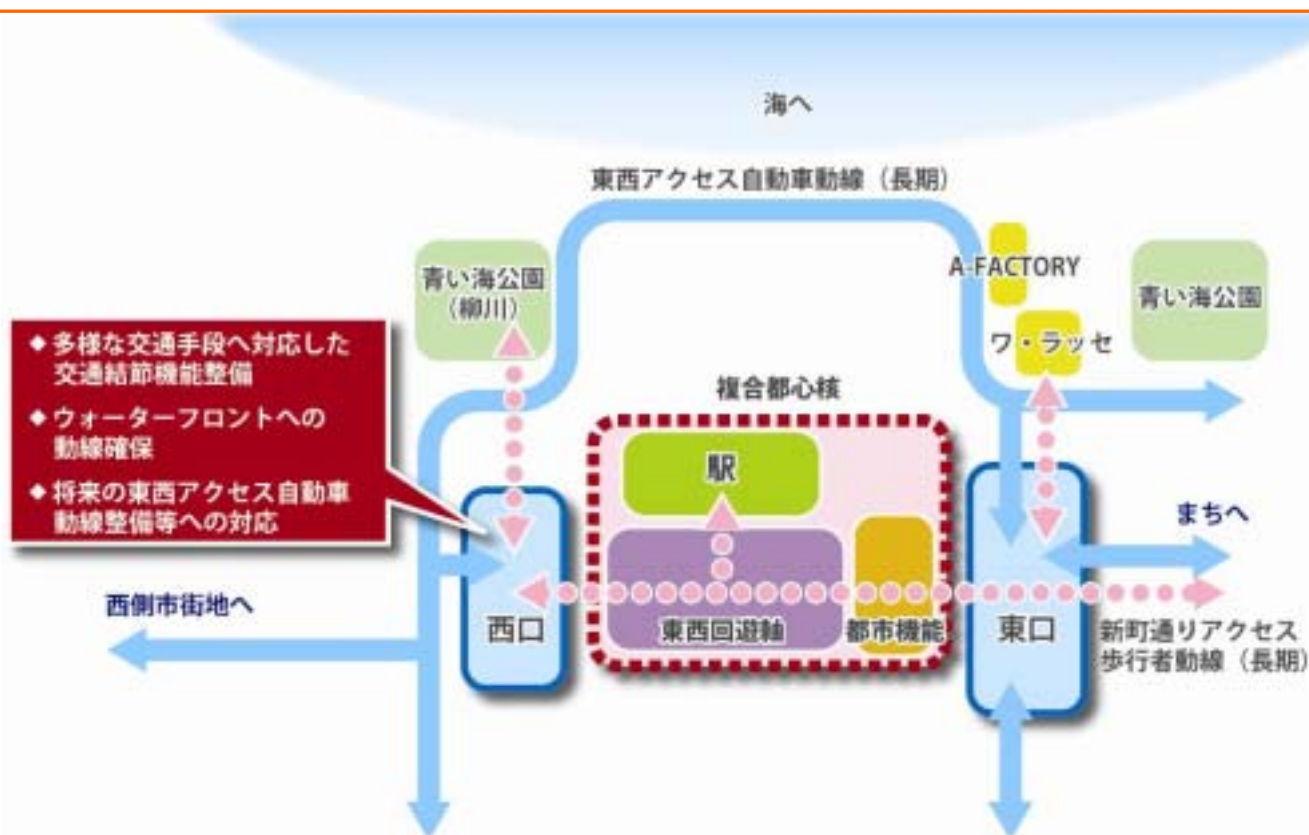 海へ
東西アクセス自動車動線（長期）
A-FACTORY
青い海公園
（柳川）
青い海公園
ワ・ラッセ
◆ 多様な交通手段へ対応した
交通結節機能整備
◆ ウォーターフロントへの
動線確保
◆ 将来の東西アクセス自動車
動線整備等への対応
複合都心核
駅
まちへ
西側市街地へ
西口
東西回遊軸
都市機能
東口
新町通りアクセス
歩行者動線（長期）